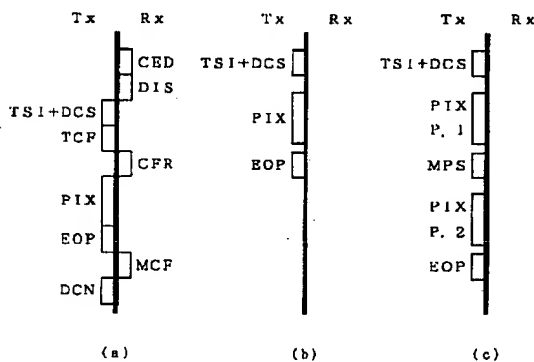 Tx Rx
CED
DIS
TSI+DCS
TCF
CFR
PIX
EOP
MCF
DCN
(a)
Tx Rx
TSI+DCS
PIX
EOP
(b)
Tx Rx
TSI+DCS
PIX
P. 1
MPS
PIX
P. 2
EOP
(c)